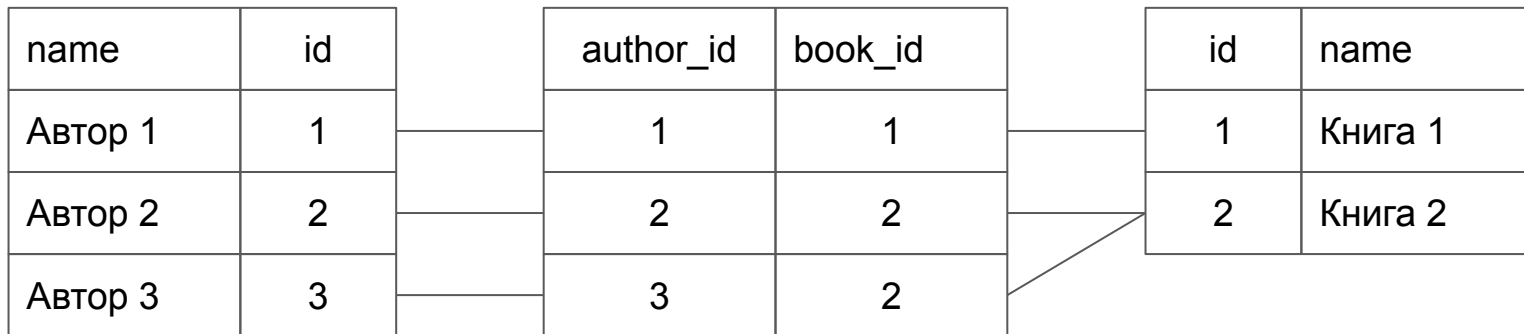 name id author_id book_id id name
Автор 1 1 1 1 1 Книга 1
Автор 2 2 2 2 2 Книга 2
Автор 3 3 3 2